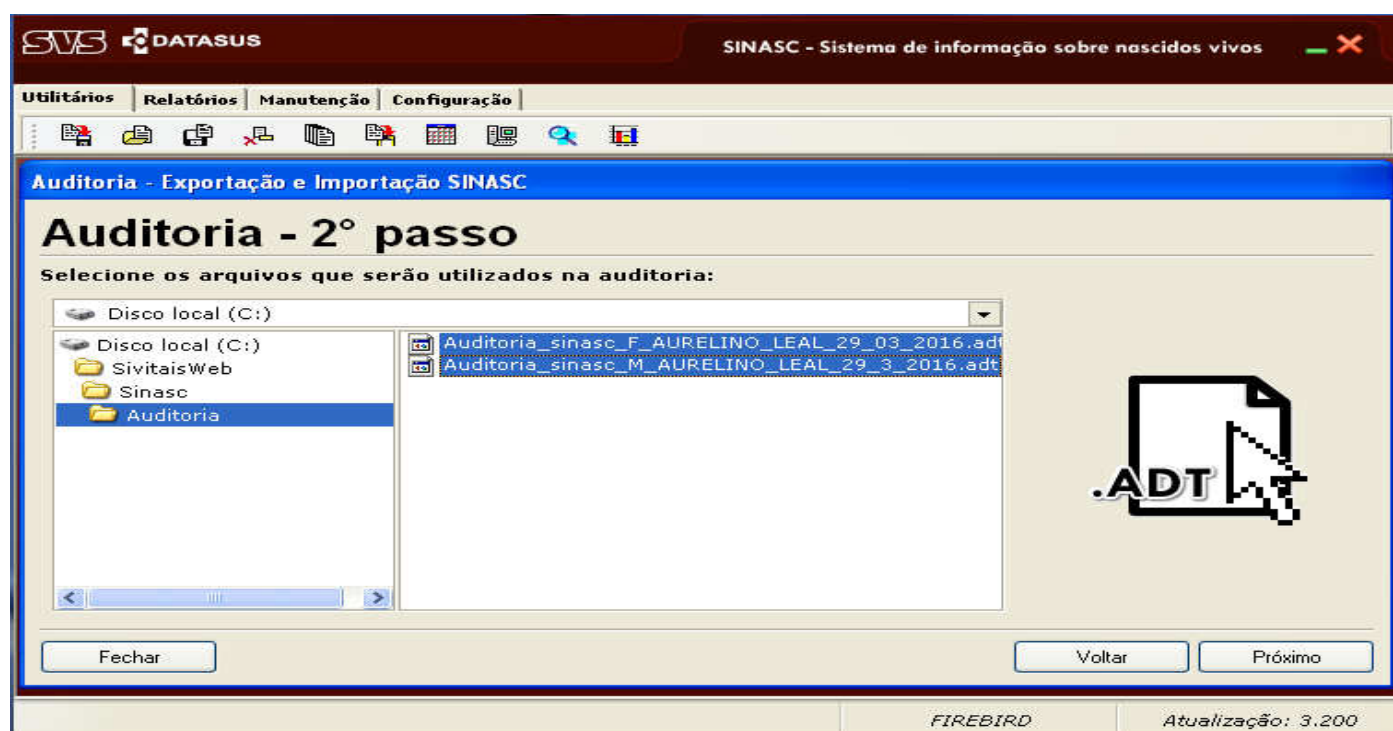 SVS DATASUS SINASC - Sistema de informação sobre nascidos vivos
Utilitários Relatórios Manutenção Configuração
Auditoria - Exportação e Importação SINASC
Auditoria - 2° passo
Selecione os arquivos que serão utilizados na auditoria:
Disco local (C:)
Disco local (C:)
SivitaisWeb
Sinasc
Auditoria
Auditoria_sinasc_F_AURELINO_LEAL_29_03_2016.adt
Auditoria_sinasc_M_AURELINO_LEAL_29_3_2016.adt
.ADT
Fechar Voltar Próximo
FIREBIRD Atualização: 3.200